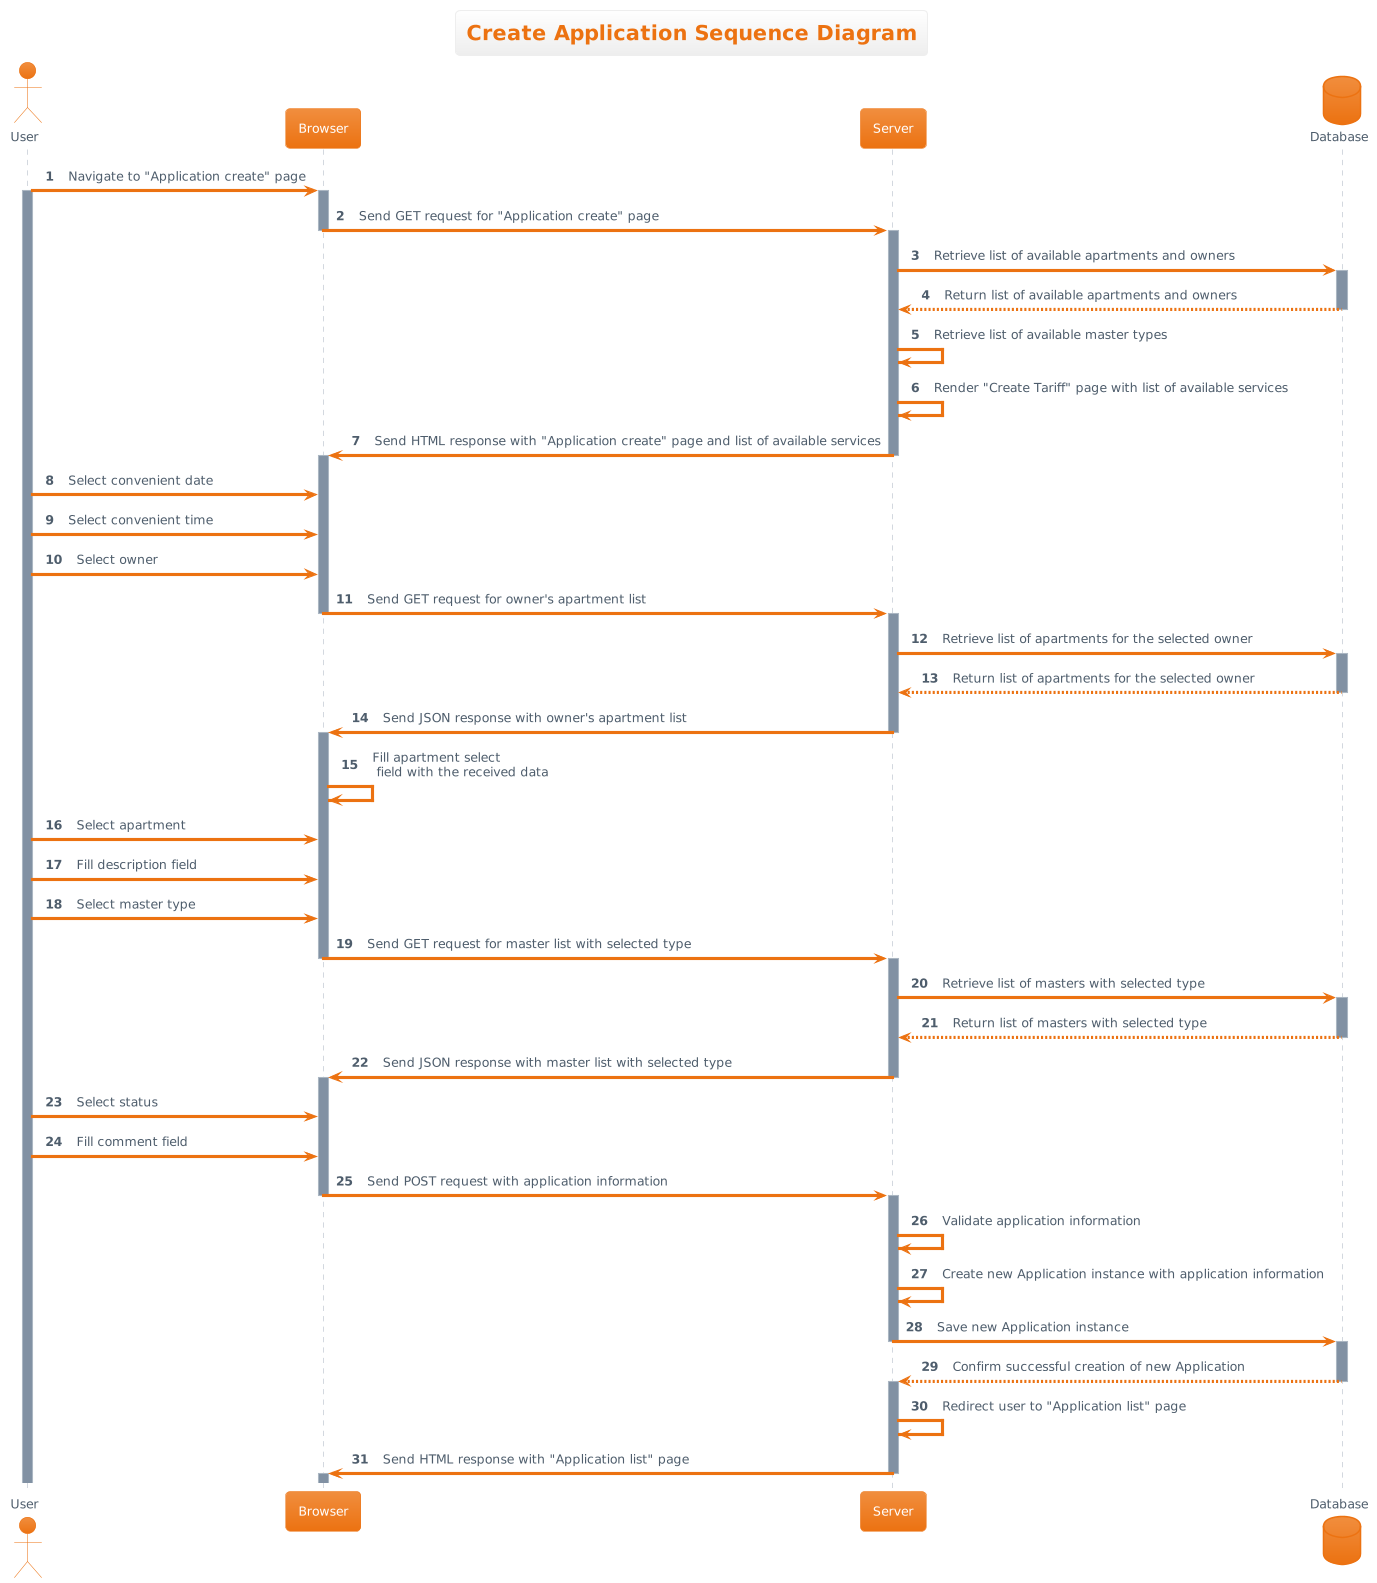 Create Application Sequence Diagram
User
Browser
Server
Database
1 Navigate to "Application create" page
2 Send GET request for "Application create" page
3 Retrieve list of available apartments and owners
4 Return list of available apartments and owners
5 Retrieve list of available master types
6 Render "Create Tariff" page with list of available services
7 Send HTML response with "Application create" page and list of available services
8 Select convenient date
9 Select convenient time
10 Select owner
11 Send GET request for owner's apartment list
12 Retrieve list of apartments for the selected owner
13 Return list of apartments for the selected owner
14 Send JSON response with owner's apartment list
15 Fill apartment select
field with the received data
16 Select apartment
17 Fill description field
18 Select master type
19 Send GET request for master list with selected type
20 Retrieve list of masters with selected type
21 Return list of masters with selected type
22 Send JSON response with master list with selected type
23 Select status
24 Fill comment field
25 Send POST request with application information
26 Validate application information
27 Create new Application instance with application information
28 Save new Application instance
29 Confirm successful creation of new Application
30 Redirect user to "Application list" page
31 Send HTML response with "Application list" page
User
Browser
Server
Database